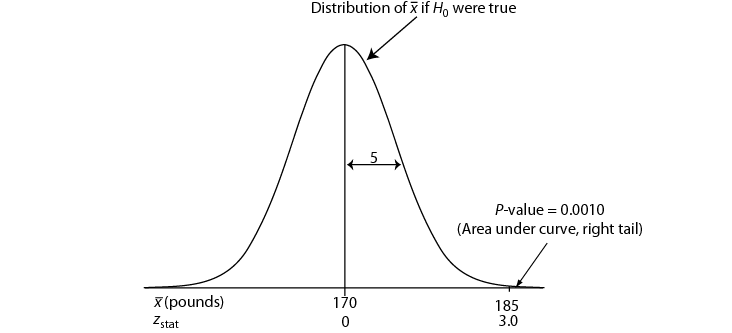 Distribution of x̅ if H₀ were true
5
P-value = 0.0010
(Area under curve, right tail)
x̅ (pounds) 170 185
zstat 0 3.0